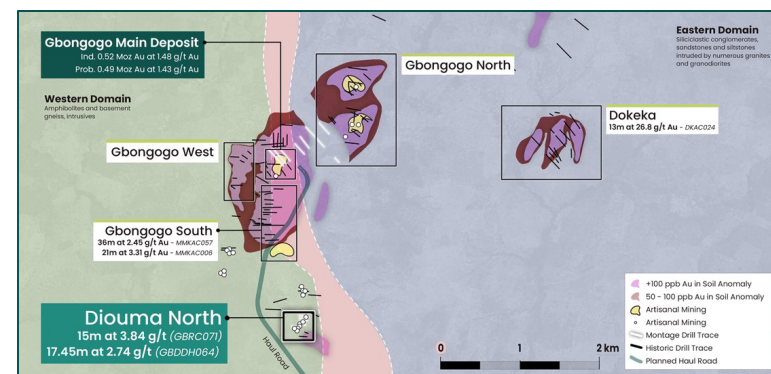 Gbongogo Main Deposit
Ind. 0.52 Moz Au at 1.48 g/t Au
Prob. 0.49 Moz Au at 1.43 g/t Au
Eastern Domain
Siliciclastic conglomerates,
sandstones and siltstones
intruded by numerous granites
and granodiorites
Gbongogo North
Western Domain
Amphibolites and basement
gneiss, intrusives
Dokeka
13m at 26.8 g/t Au - DKAC024
Gbongogo West
Gbongogo South
36m at 2.45 g/t Au - MMKAC057
21m at 3.31 g/t Au - MMKAC006
Diouma North
15m at 3.84 g/t (GBRC071)
17.45m at 2.74 g/t (GBDDH064)
Haul Road
+100 ppb Au in Soil Anomaly
50 - 100 ppb Au in Soil Anomaly
Artisanal Mining
Artisanal Mining
Montage Drill Trace
Historic Drill Trace
Planned Haul Road
0 1 2 km